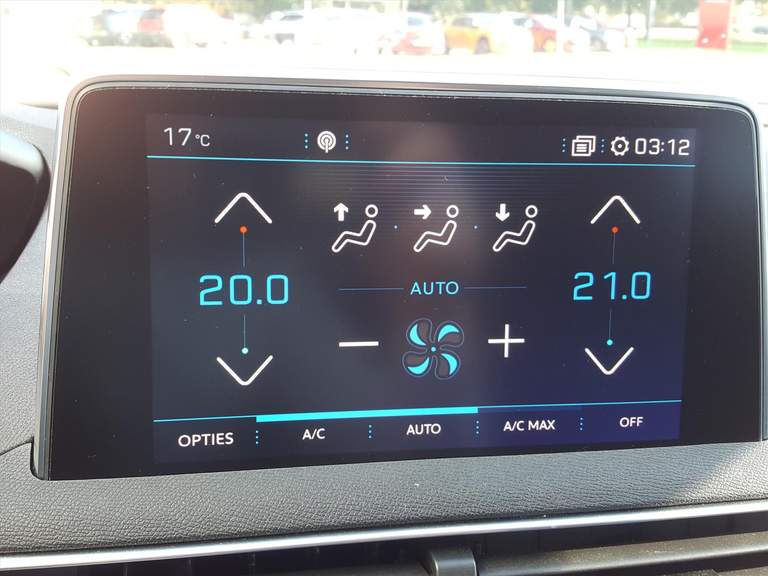 17 °C 03:12
20.0 21.0
AUTO
OPTIES A/C AUTO A/C MAX OFF